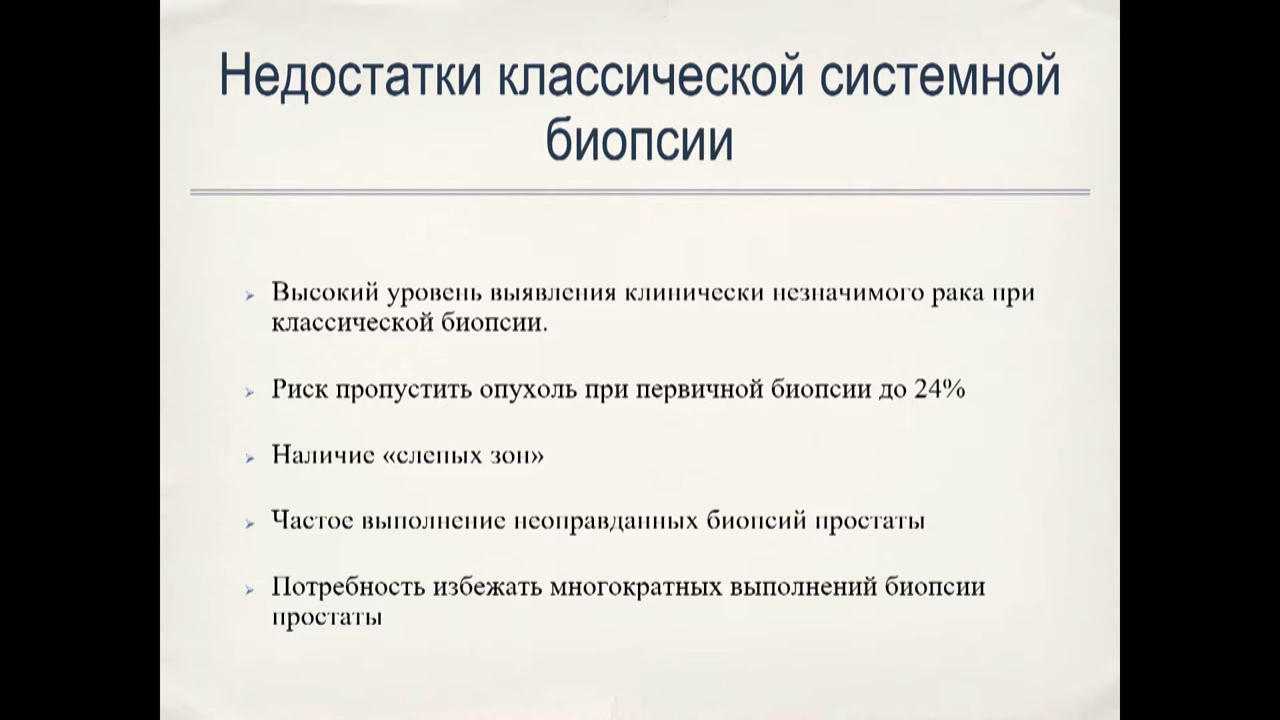 Недостатки классической системной
биопсии
Высокий уровень выявления клинически незначимого рака при
классической биопсии.
Риск пропустить опухоль при первичной биопсии до 24%
Наличие «слепых зон»
Частое выполнение неоправданных биопсий простаты
Потребность избежать многократных выполнений биопсии
простаты